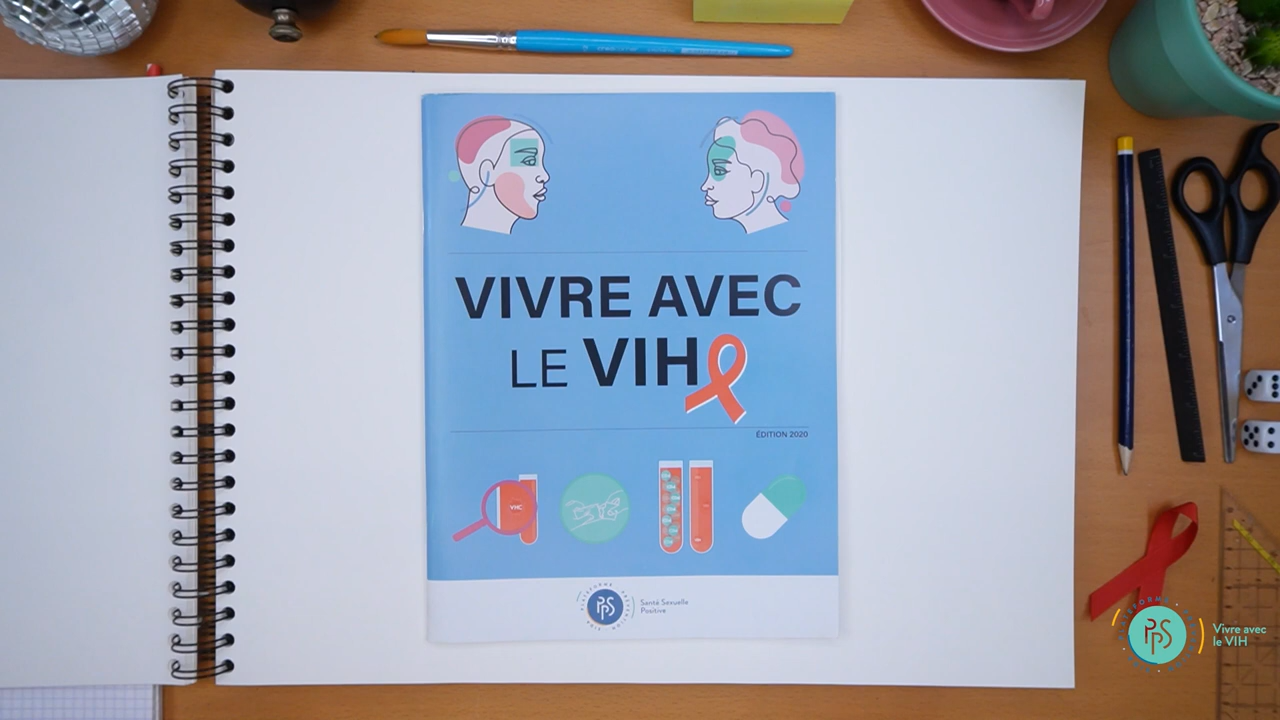 VIVRE AVEC
LE VIH
ÉDITION 2020
VHC
PPS
Santé Sexuelle
Positive
PPS
Vivre avec
le VIH